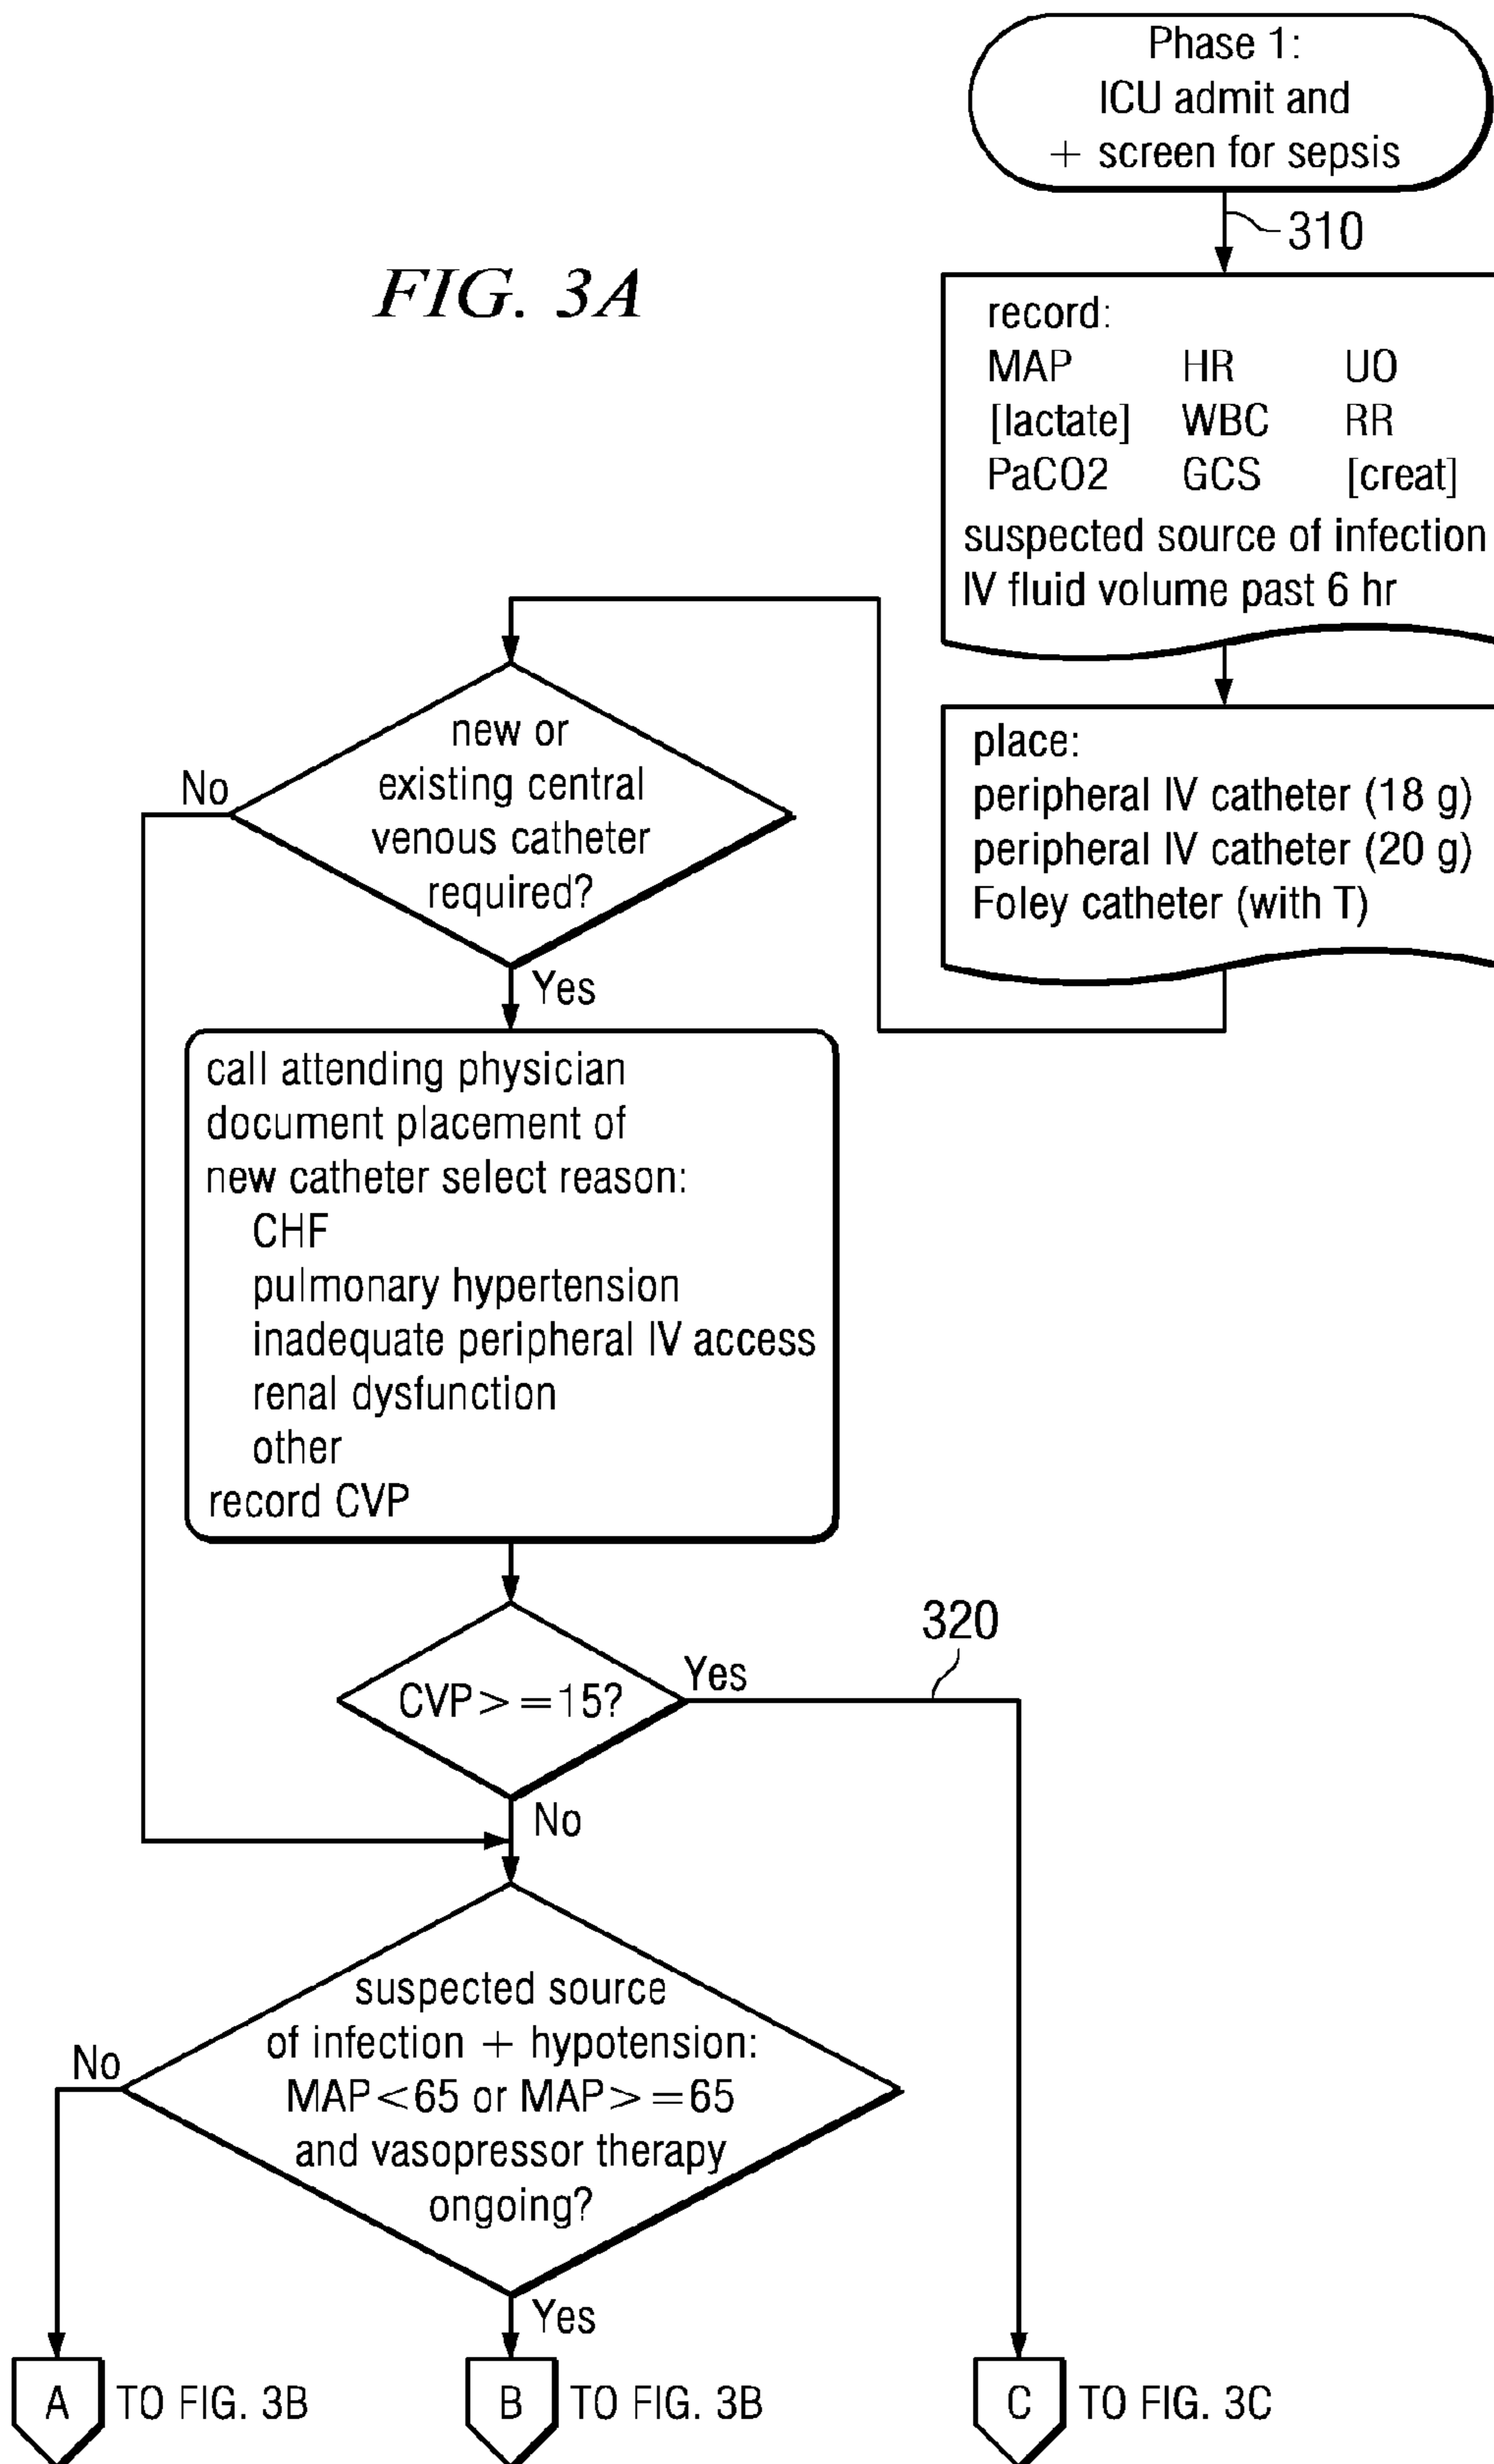 Phase 1:
ICU admit and
+ screen for sepsis
310
FIG. 3A
record:
MAP HR UO
[lactate] WBC RR
PaCO2 GCS [creat]
suspected source of infection
IV fluid volume past 6 hr
place:
peripheral IV catheter (18 g)
peripheral IV catheter (20 g)
Foley catheter (with T)
new or
existing central
venous catheter
required?
No
Yes
call attending physician
document placement of
new catheter select reason:
CHF
pulmonary hypertension
inadequate peripheral IV access
renal dysfunction
other
record CVP
320
CVP>=15?
Yes
No
suspected source
of infection + hypotension:
MAP<65 or MAP>=65
and vasopressor therapy
ongoing?
No
Yes
A TO FIG. 3B
B TO FIG. 3B
C TO FIG. 3C